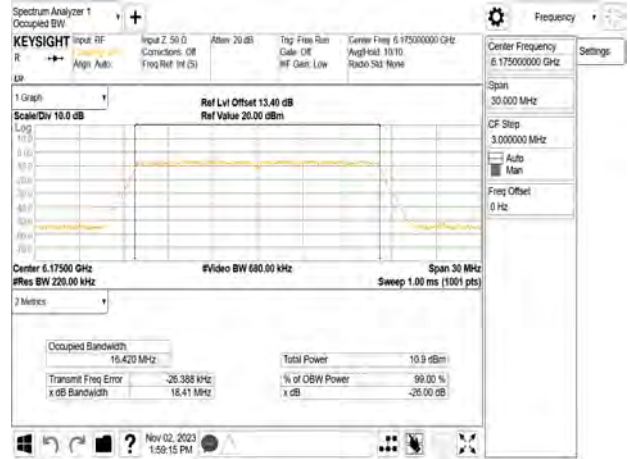 Spectrum Analyzer 1
Occupied BW
Frequency
KEYSIGHT
Input: RF
Input Z: 50 Ω
Atten: 20 dB
Trig: Free Run
Center Freq: 6.175000000 GHz
R
Align: Auto
Corrections: Off
Gate: Off
Avg|Hold: 10/10
Freq Ref: Int (S)
#IF Gain: Low
Radio Std: None
Center Frequency
6.175000000 GHz
Settings
Span
30.000 MHz
CF Step
3.000000 MHz
Auto
Man
Freq Offset
0 Hz
1 Graph
Ref Lvl Offset 13.40 dB
Scale/Div 10.0 dB
Ref Value 20.00 dBm
Log
Center 6.17500 GHz
#Video BW 680.00 kHz
Span 30 MHz
#Res BW 220.00 kHz
Sweep 1.00 ms (1001 pts)
2 Metrics
Occupied Bandwidth
16.420 MHz
Total Power
10.9 dBm
Transmit Freq Error
-26.388 kHz
% of OBW Power
99.00 %
x dB Bandwidth
18.41 MHz
x dB
-26.00 dB
Nov 02, 2023
1:59:15 PM